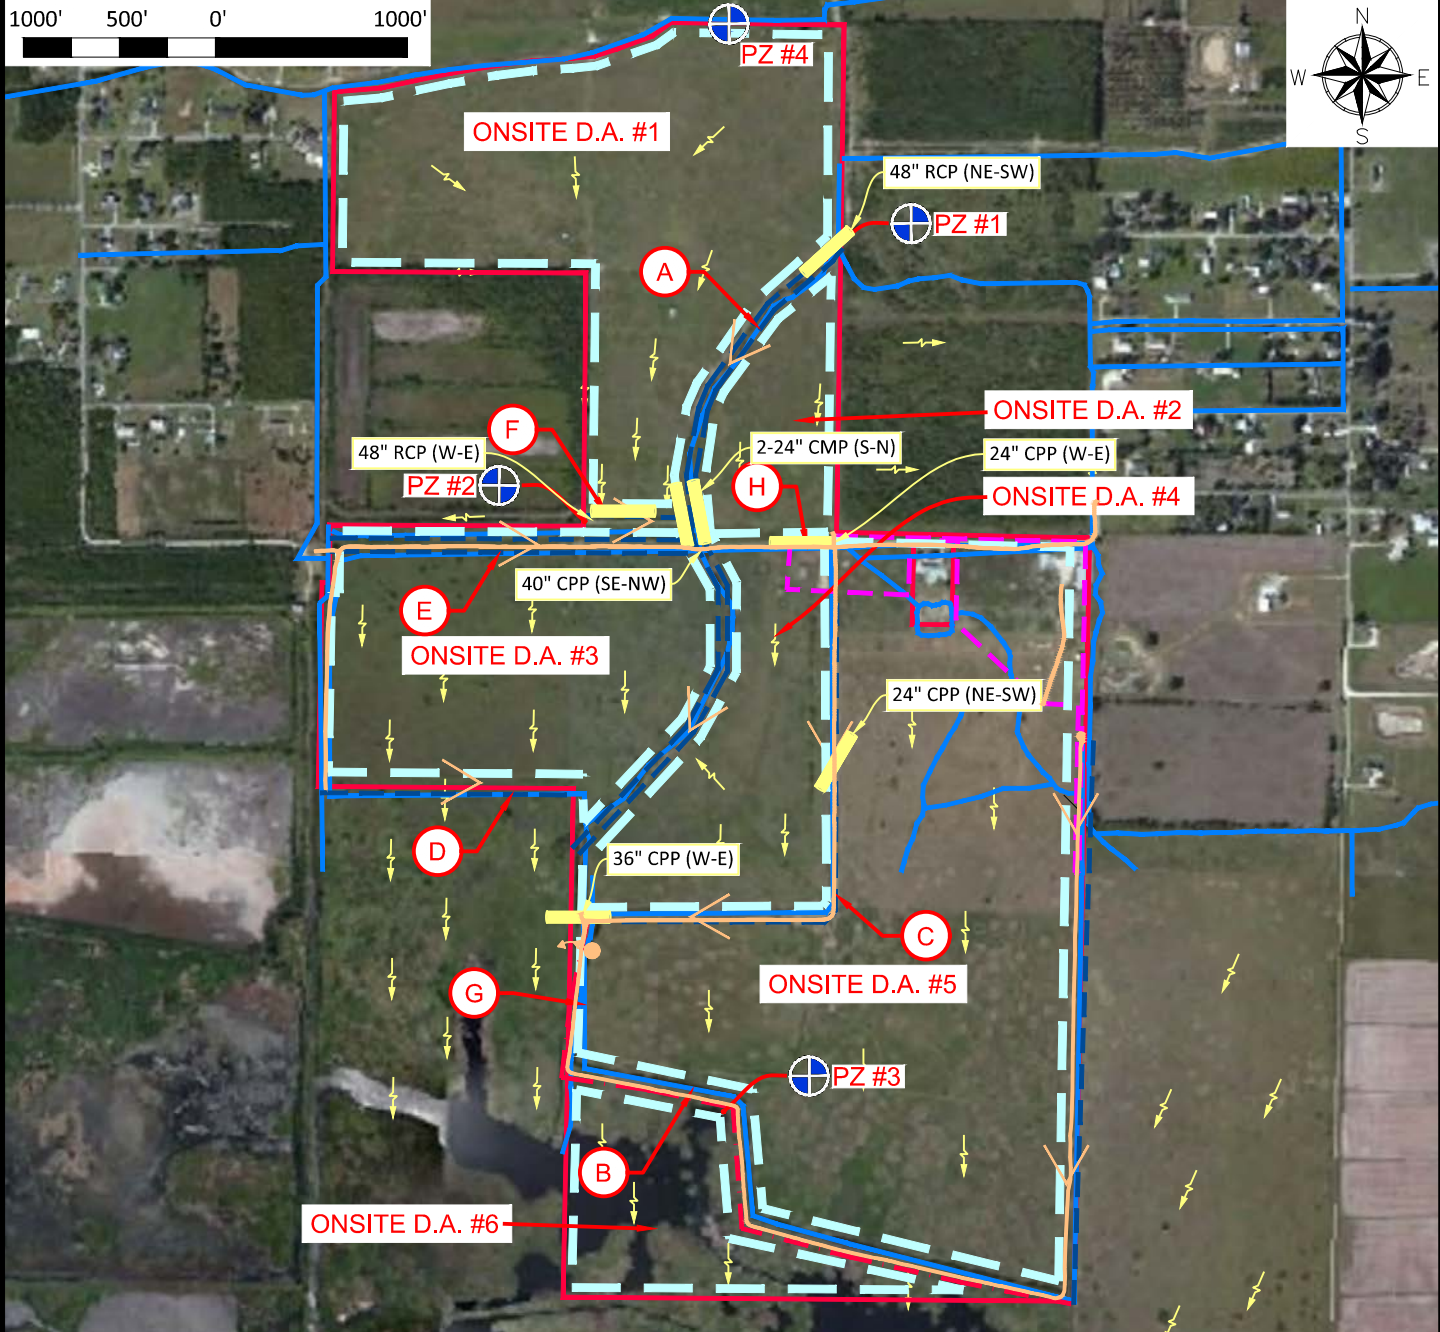 1000' 500' 0' 1000'
N
W E
S
PZ #4
ONSITE D.A. #1
48" RCP (NE-SW)
PZ #1
A
ONSITE D.A. #2
F
48" RCP (W-E)
2-24" CMP (S-N)
24" CPP (W-E)
PZ #2
H
ONSITE D.A. #4
40" CPP (SE-NW)
E
ONSITE D.A. #3
24" CPP (NE-SW)
D
36" CPP (W-E)
C
ONSITE D.A. #5
G
PZ #3
B
ONSITE D.A. #6